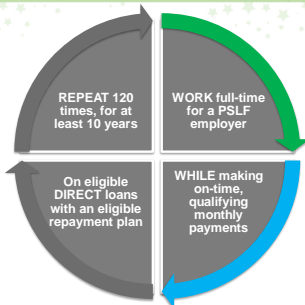 REPEAT 120
times, for at
least 10 years
WORK full-time
for a PSLF
employer
WHILE making
on-time,
qualifying
monthly
payments
On eligible
DIRECT loans
with an eligible
repayment plan